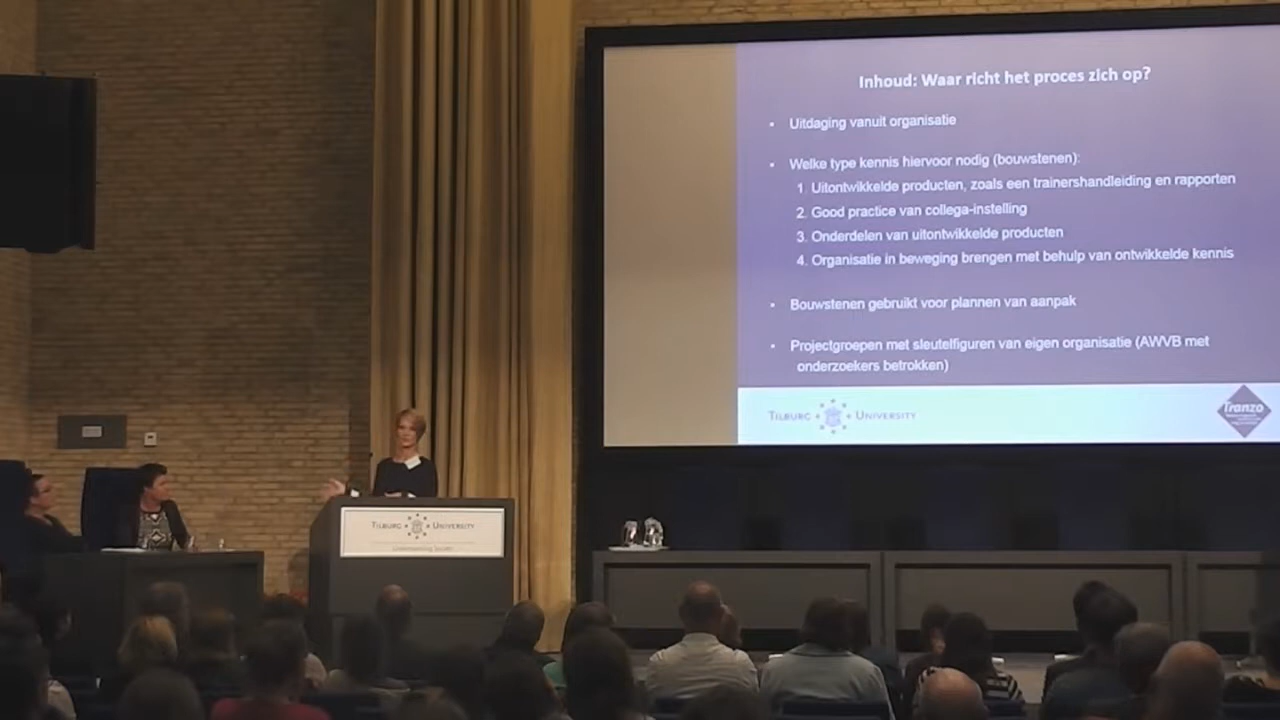 Inhoud: Waar richt het proces zich op?
▪ Uitdaging vanuit organisatie
▪ Welke type kennis hiervoor nodig (bouwstenen):
1. Uitontwikkelde producten, zoals een trainershandleiding en rapporten
2. Good practice van collega-instelling
3. Onderdelen van uitontwikkelde producten
4. Organisatie in beweging brengen met behulp van ontwikkelde kennis
▪ Bouwstenen gebruikt voor plannen van aanpak
▪ Projectgroepen met sleutelfiguren van eigen organisatie (AWVB met
onderzoekers betrokken)
TILBURG UNIVERSITY
Tranzo
TILBURG UNIVERSITY
Understanding Society